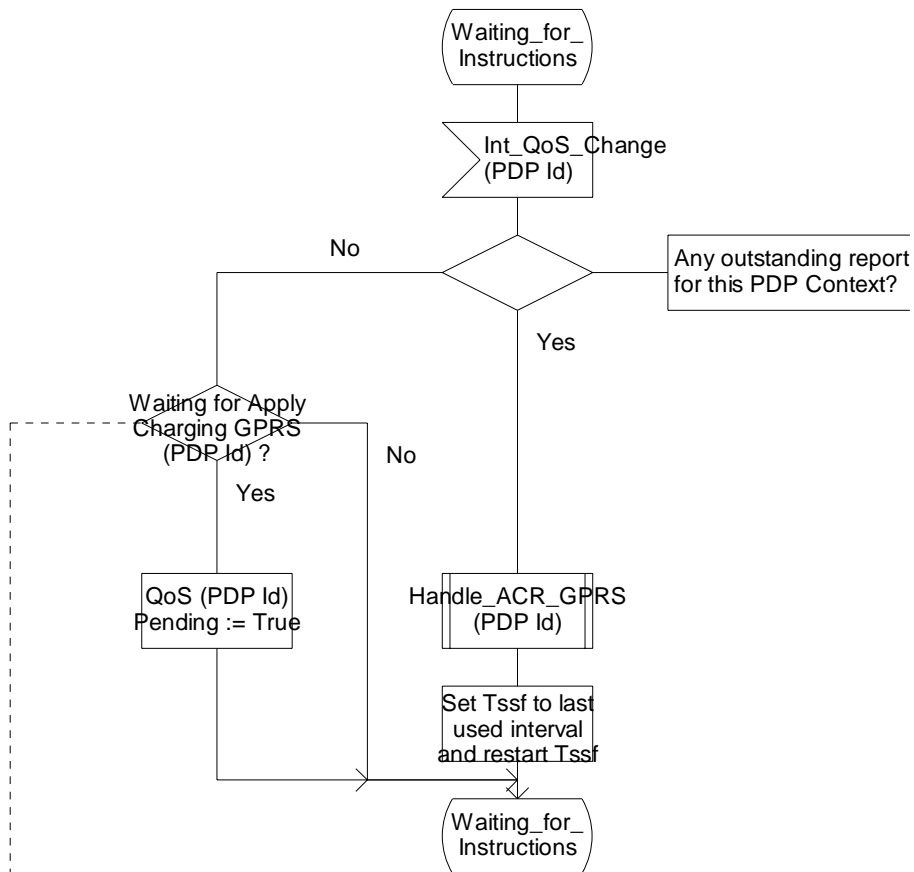 Waiting_for_
Instructions
Int_QoS_Change
(PDP Id)
No
Any outstanding report
for this PDP Context?
Yes
Waiting for Apply
Charging GPRS
(PDP Id) ?
No
Yes
QoS (PDP Id)
Pending := True
Handle_ACR_GPRS
(PDP Id)
Set Tssf to last
used interval
and restart Tssf
Waiting_for_
Instructions